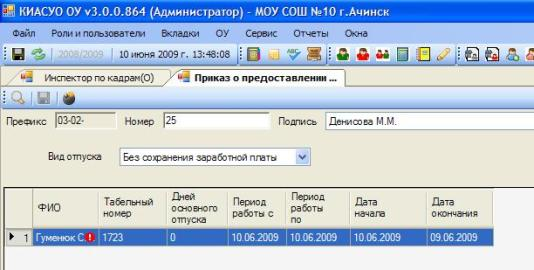 КИАСУО ОУ v3.0.0.864 (Администратор) - МОУ СОШ №10 г.Ачинск
Файл Роли и пользователи Вкладки ОУ Сервис Отчеты Окна
2008/2009 10 июня 2009 г. 13:48:08
Инспектор по кадрам(О) Приказ о предоставлении ...
Префикс 03-02- Номер 25 Подпись Денисова М.М.
Вид отпуска Без сохранения заработной платы
ФИО Табельный номер Дней основного отпуска Период работы с Период работы по Дата начала Дата окончания
1 Гуменюк С. 1723 0 10.06.2009 10.06.2009 10.06.2009 09.06.2009